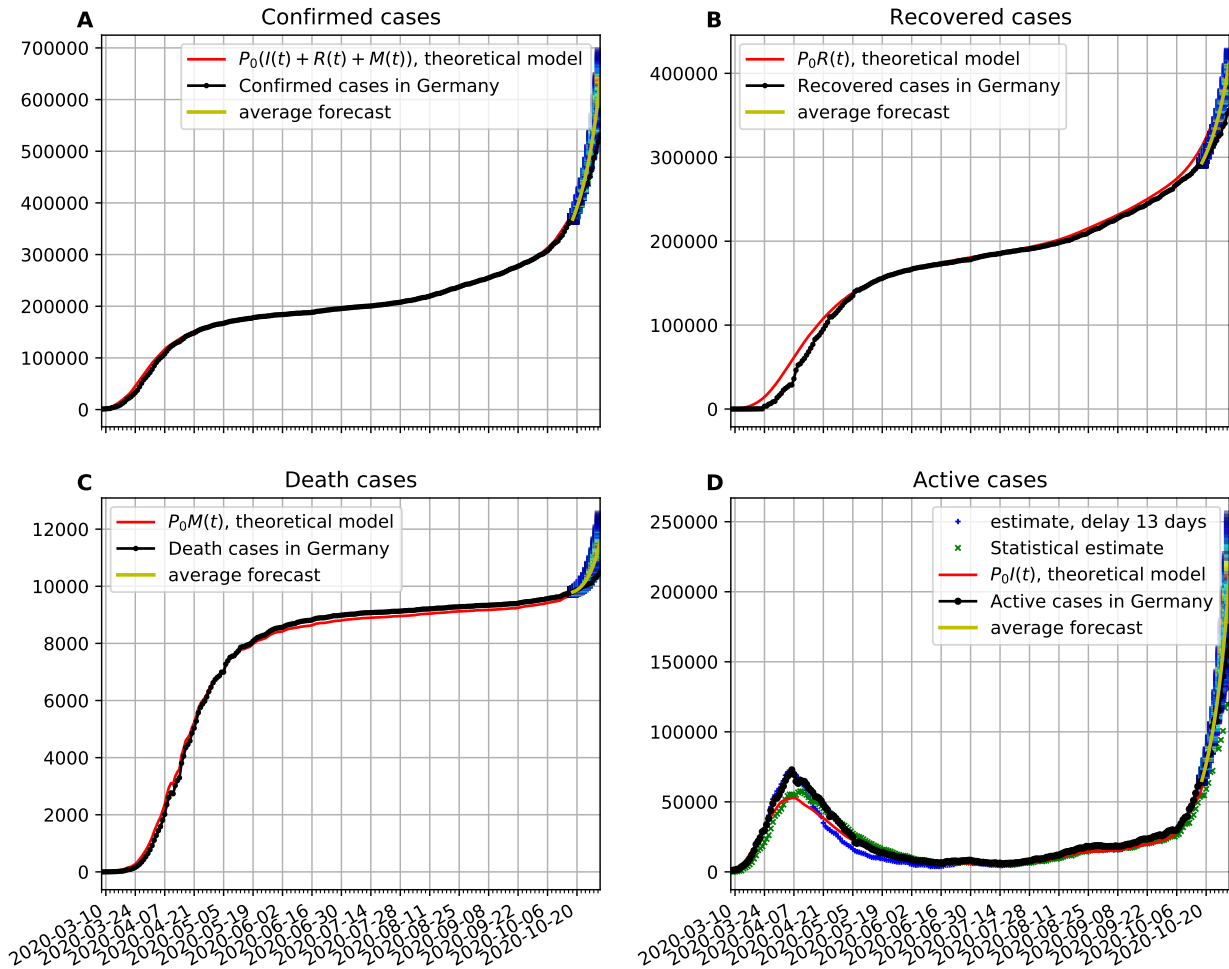 A
Confirmed cases
700000
600000
500000
400000
300000
200000
100000
0
P₀(I(t) + R(t) + M(t)), theoretical model
Confirmed cases in Germany
average forecast
B
Recovered cases
400000
300000
200000
100000
0
P₀R(t), theoretical model
Recovered cases in Germany
average forecast
C
Death cases
12000
10000
8000
6000
4000
2000
0
P₀M(t), theoretical model
Death cases in Germany
average forecast
2020-03-10
2020-03-24
2020-04-07
2020-04-21
2020-05-05
2020-05-19
2020-06-02
2020-06-16
2020-06-30
2020-07-14
2020-07-28
2020-08-11
2020-08-25
2020-09-08
2020-09-22
2020-10-06
2020-10-20
D
Active cases
250000
200000
150000
100000
50000
0
estimate, delay 13 days
Statistical estimate
P₀I(t), theoretical model
Active cases in Germany
average forecast
2020-03-10
2020-03-24
2020-04-07
2020-04-21
2020-05-05
2020-05-19
2020-06-02
2020-06-16
2020-06-30
2020-07-14
2020-07-28
2020-08-11
2020-08-25
2020-09-08
2020-09-22
2020-10-06
2020-10-20